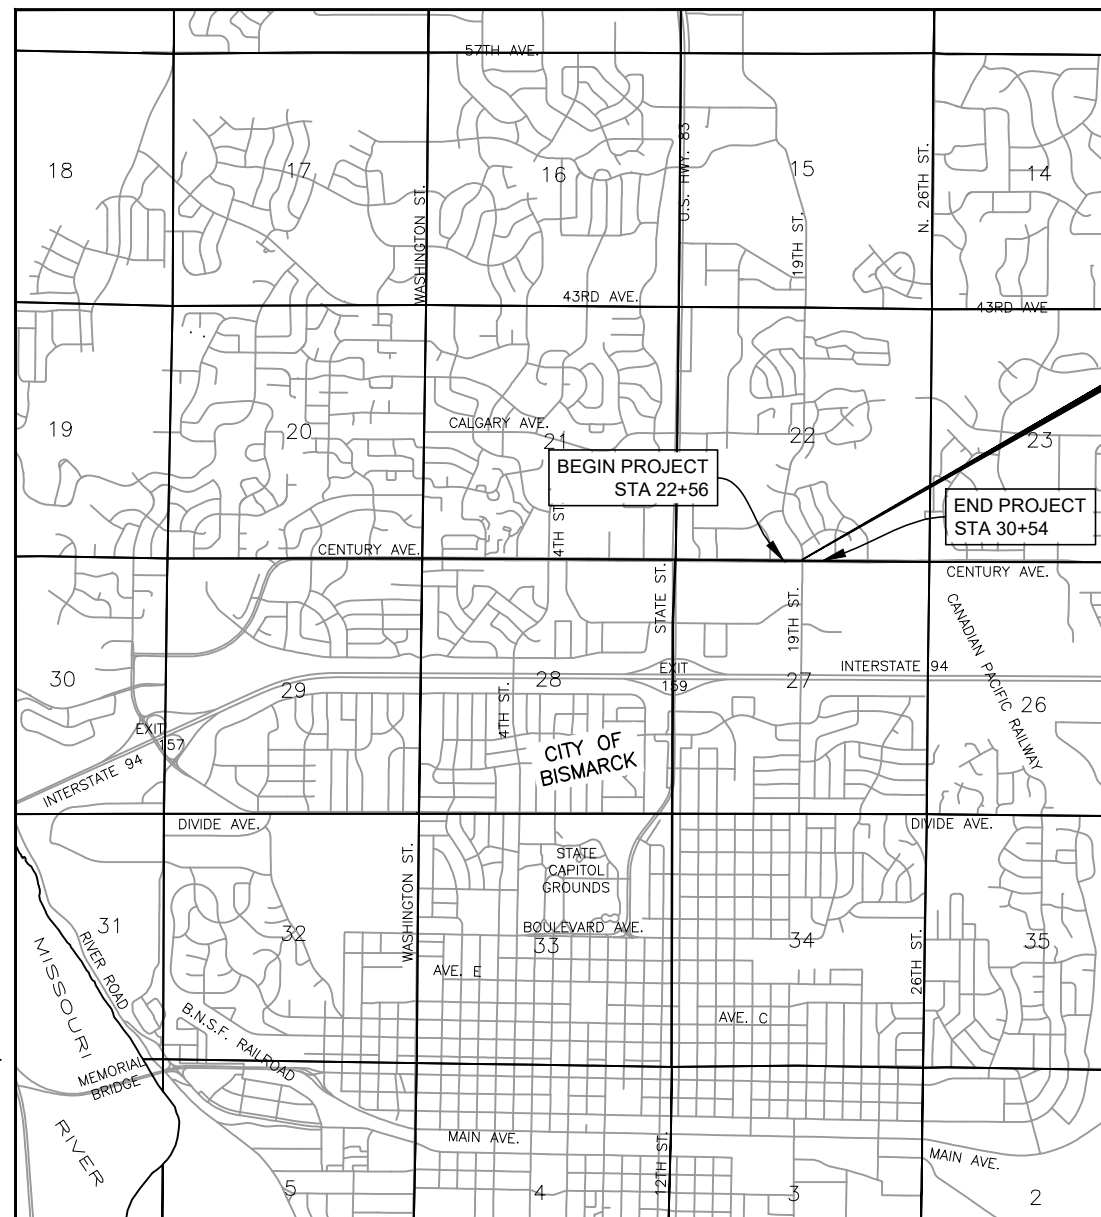 57TH AVE.
18
17
16
15
14
U.S. HWY. 83
N. 26TH ST.
WASHINGTON ST.
19TH ST.
43RD AVE.
43RD AVE
19
20
CALGARY AVE.
21
22
23
BEGIN PROJECT
STA 22+56
END PROJECT
STA 30+54
4TH ST.
CENTURY AVE.
CENTURY AVE.
STATE ST.
19TH ST.
CANADIAN PACIFIC RAILWAY
30
29
28
EXIT
159
27
INTERSTATE 94
26
4TH ST.
EXIT
157
INTERSTATE 94
CITY OF
BISMARCK
DIVIDE AVE.
DIVIDE AVE.
WASHINGTON ST.
STATE
CAPITOL
GROUNDS
BOULEVARD AVE.
31
32
33
34
35
26TH ST.
RIVER ROAD
MISSOURI
AVE. E
AVE. C
B.N.S.F. RAILROAD
MEMORIAL
BRIDGE
RIVER
MAIN AVE.
12TH ST.
MAIN AVE.
5
4
3
2